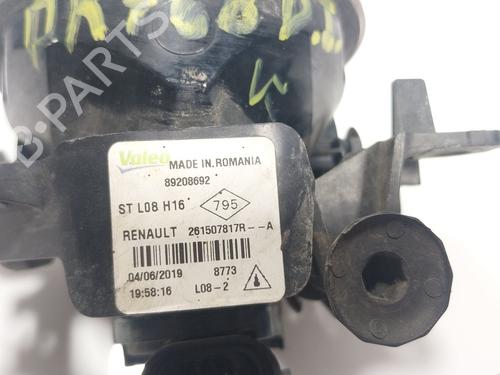 B-PARTS
Valeo MADE IN.ROMANIA
89208692
ST L08 H16 795
RENAULT 261507817R--A
04/06/2019 8773
19:58:16 L08-2